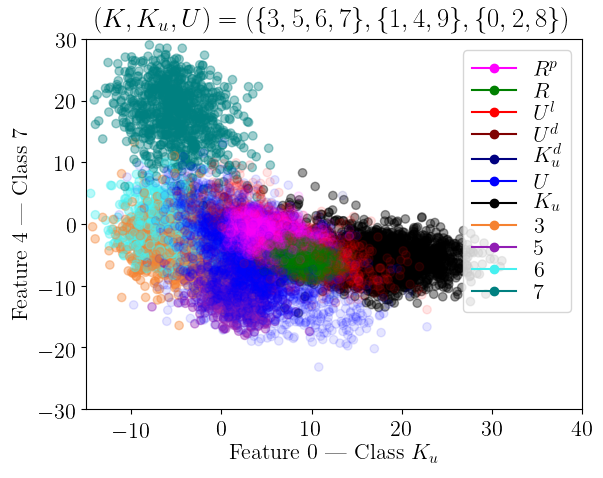 (K, K_u, U) = ({3, 5, 6, 7}, {1, 4, 9}, {0, 2, 8})
30
20
10
0
−10
−20
−30
Feature 4 — Class 7
−10 0 10 20 30 40
Feature 0 — Class K_u
R^p
R
U^l
U^d
K_u^d
U
K_u
3
5
6
7